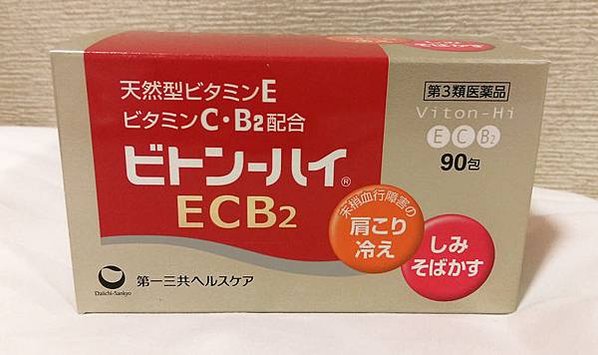 天然型ビタミンE
ビタミンC・B2配合
ビトン-ハイ®
ECB2
第3類医薬品
Viton-Hi
E C B2
90包
末梢血行障害の
肩こり
冷え
しみ
そばかす
Daiichi-Sankyo
第一三共ヘルスケア